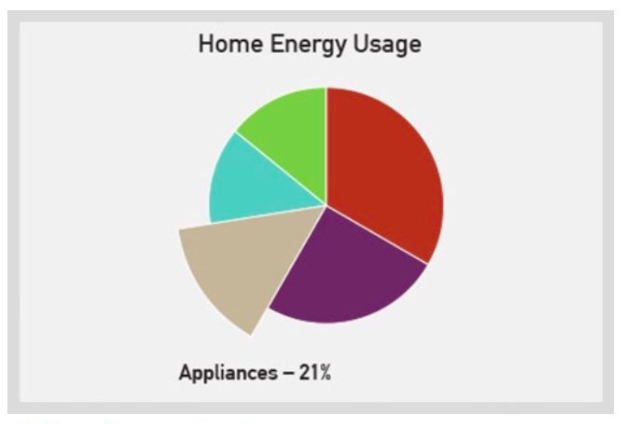 Home Energy Usage
Appliances – 21%